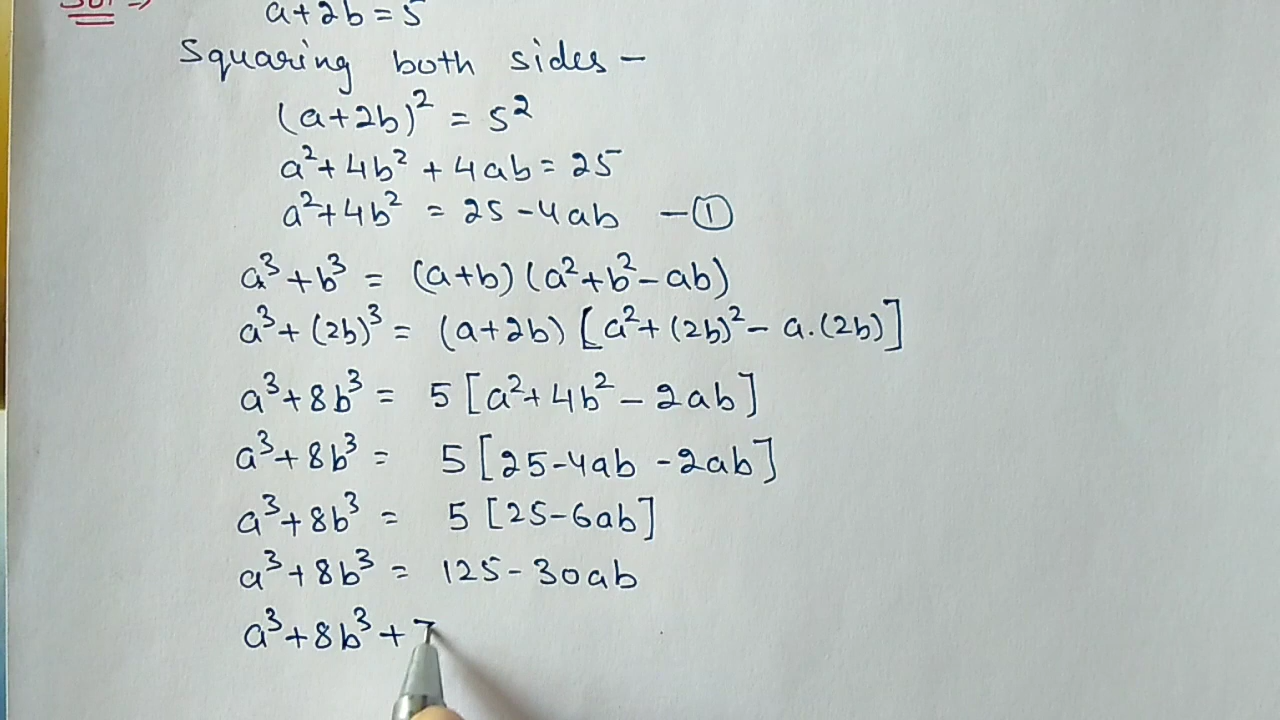 Sol ⇒
a+2b=5
Squaring both sides –
(a+2b)² = 5²
a²+4b²+4ab=25
a²+4b² = 25-4ab –①
a³+b³ = (a+b)(a²+b²-ab)
a³+(2b)³ = (a+2b)[a²+(2b)²-a.(2b)]
a³+8b³ = 5[a²+4b²-2ab]
a³+8b³ = 5[25-4ab-2ab]
a³+8b³ = 5[25-6ab]
a³+8b³ = 125-30ab
a³+8b³+